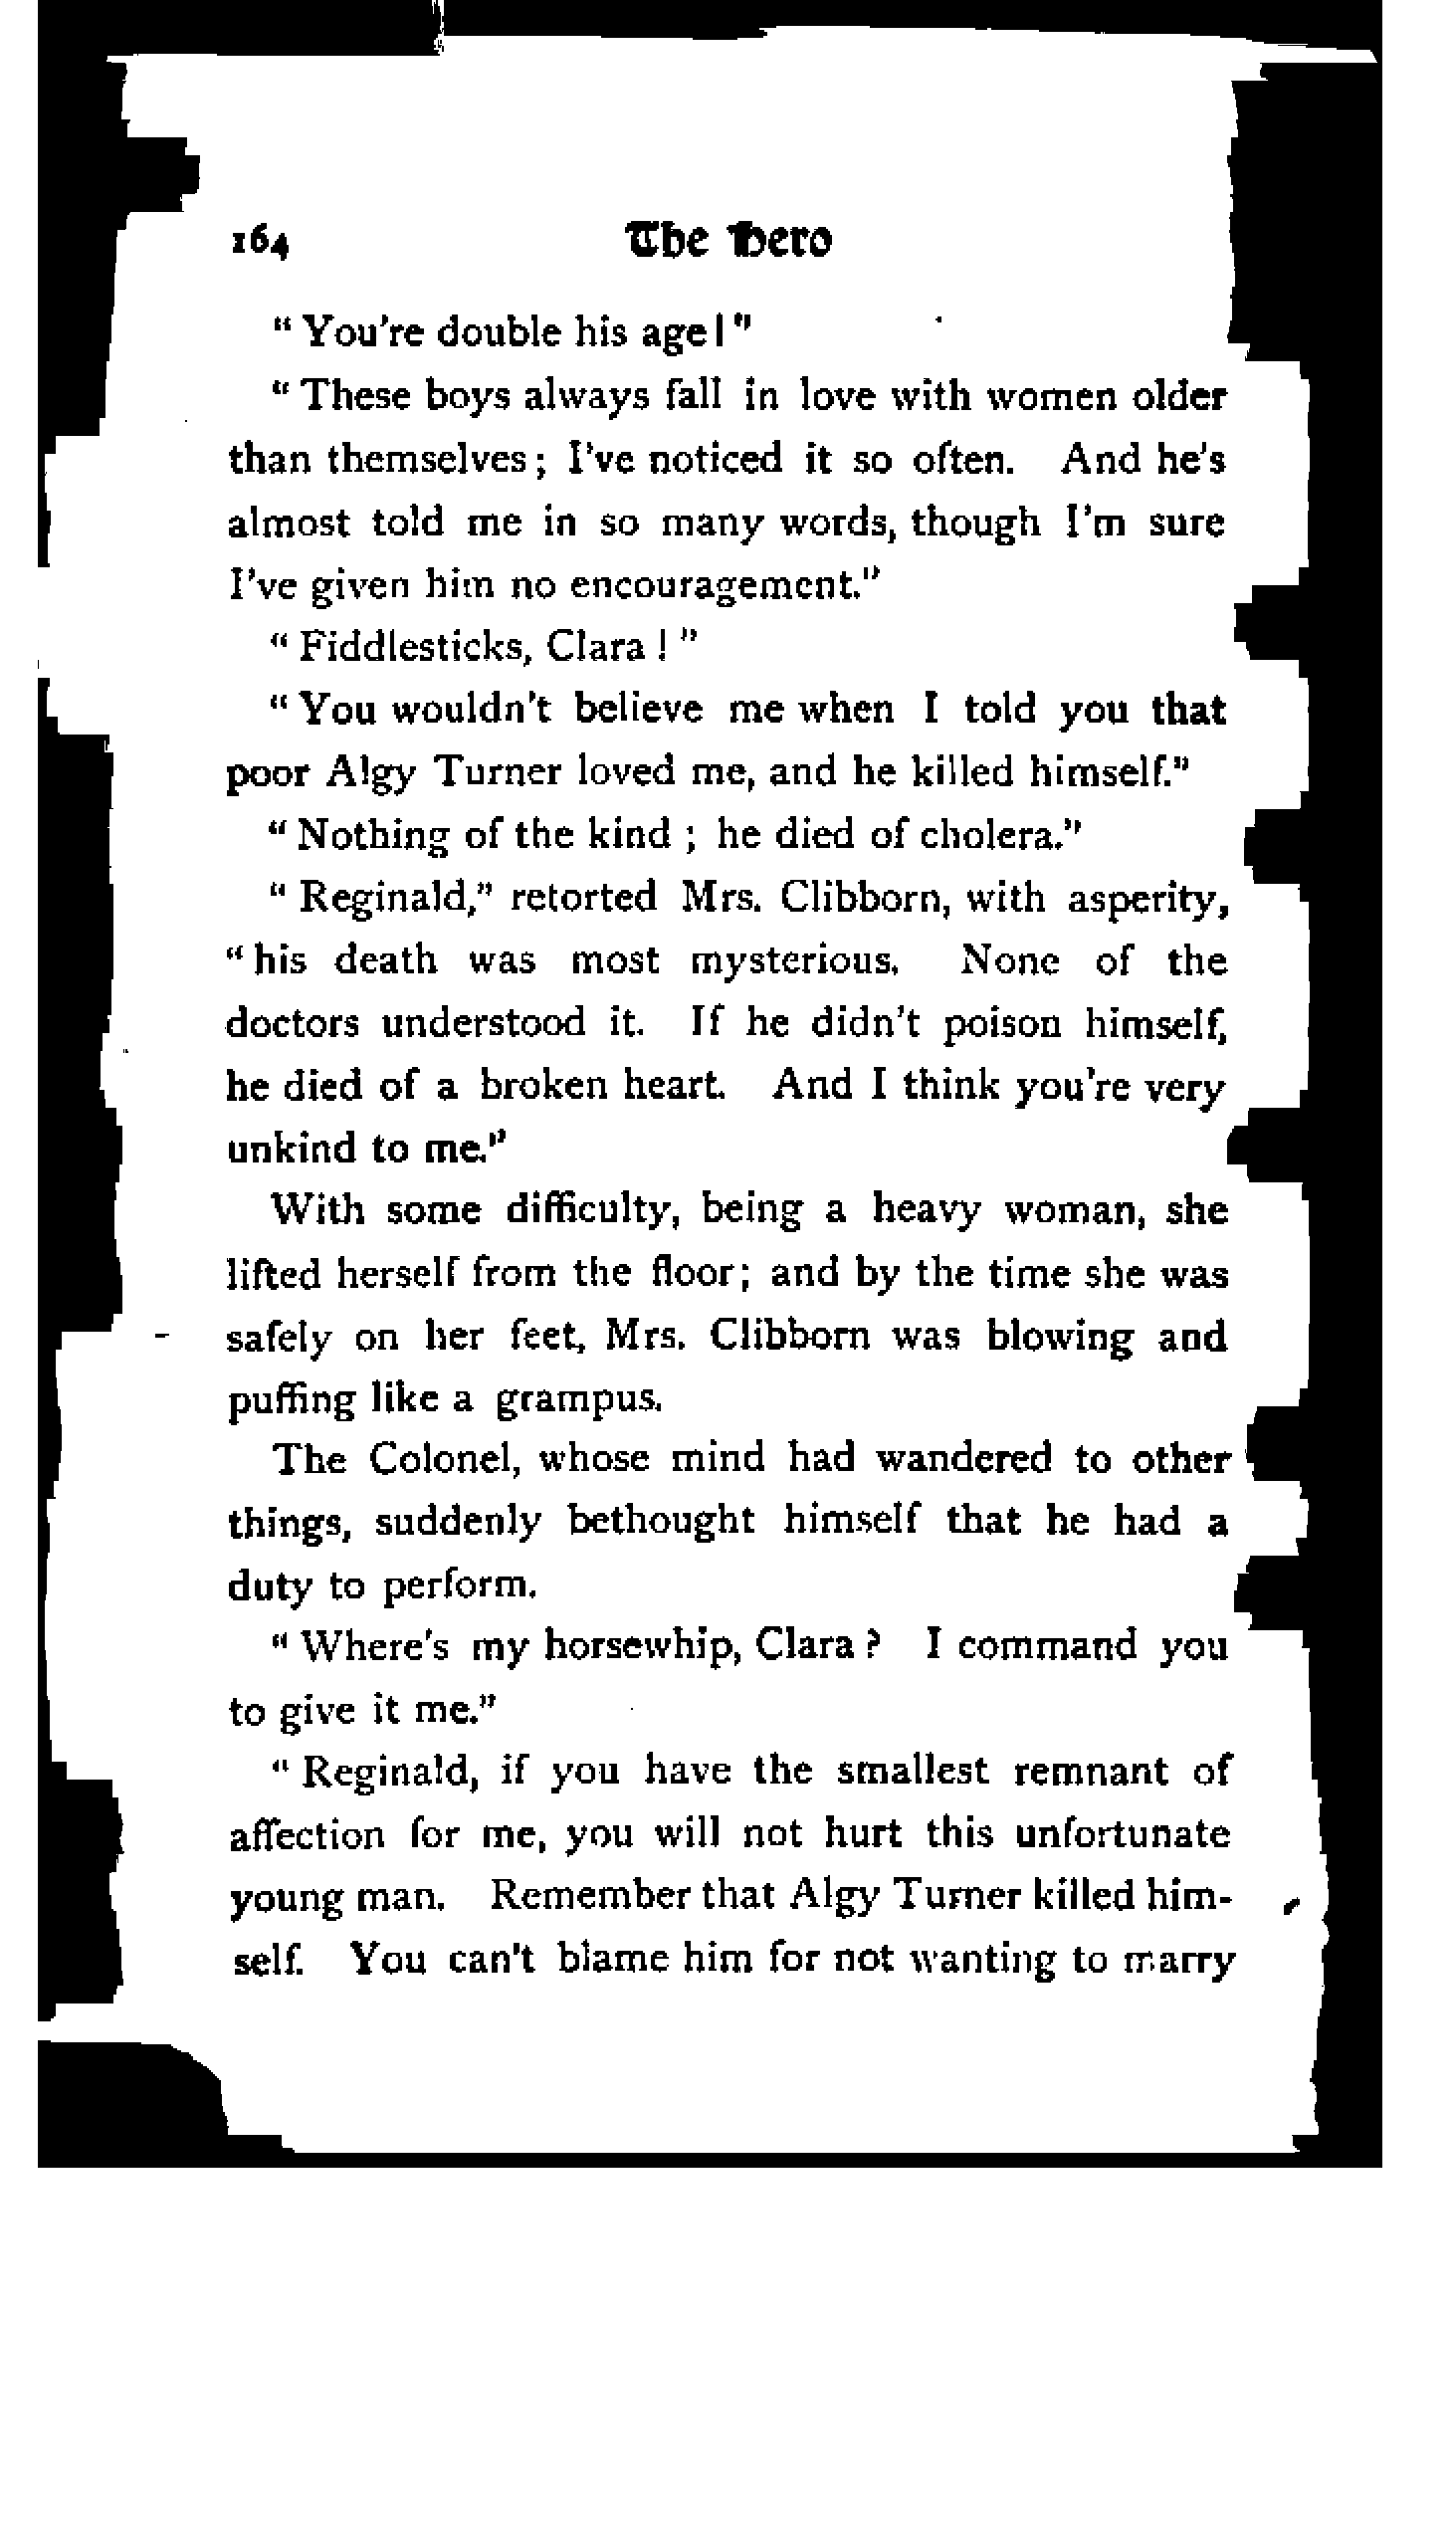 164 The Hero
“ You're double his age! ”
“ These boys always fall in love with women older
than themselves ; I've noticed it so often. And he's
almost told me in so many words, though I'm sure
I've given him no encouragement.”
“ Fiddlesticks, Clara ! ”
“ You wouldn't believe me when I told you that
poor Algy Turner loved me, and he killed himself.”
“ Nothing of the kind ; he died of cholera.”
“ Reginald,” retorted Mrs. Clibborn, with asperity,
“ his death was most mysterious. None of the
doctors understood it. If he didn't poison himself,
he died of a broken heart. And I think you're very
unkind to me.”
With some difficulty, being a heavy woman, she
lifted herself from the floor; and by the time she was
safely on her feet, Mrs. Clibborn was blowing and
puffing like a grampus.
The Colonel, whose mind had wandered to other
things, suddenly bethought himself that he had a
duty to perform.
“ Where's my horsewhip, Clara ? I command you
to give it me.”
“ Reginald, if you have the smallest remnant of
affection for me, you will not hurt this unfortunate
young man. Remember that Algy Turner killed him-
self. You can't blame him for not wanting to marry